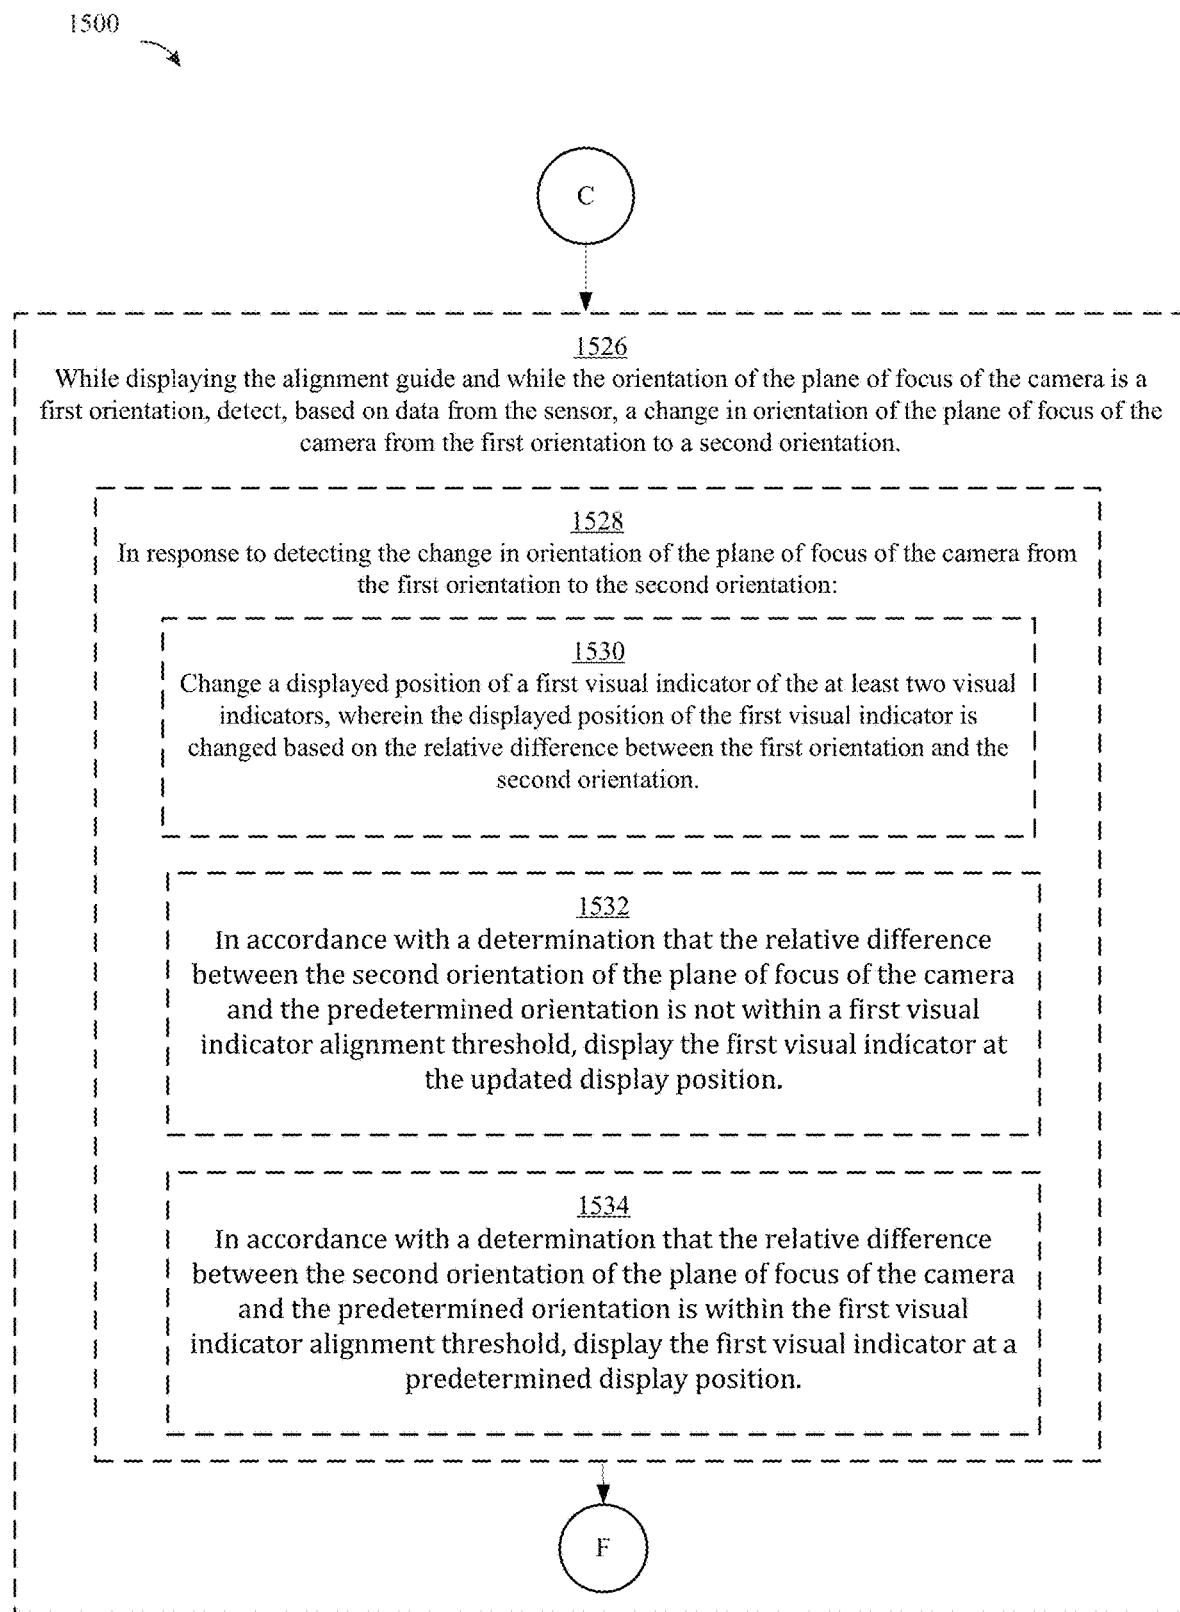 1500
C
1526
While displaying the alignment guide and while the orientation of the plane of focus of the camera is a
first orientation, detect, based on data from the sensor, a change in orientation of the plane of focus of the
camera from the first orientation to a second orientation.
1528
In response to detecting the change in orientation of the plane of focus of the camera from
the first orientation to the second orientation:
1530
Change a displayed position of a first visual indicator of the at least two visual
indicators, wherein the displayed position of the first visual indicator is
changed based on the relative difference between the first orientation and the
second orientation.
1532
In accordance with a determination that the relative difference
between the second orientation of the plane of focus of the camera
and the predetermined orientation is not within a first visual
indicator alignment threshold, display the first visual indicator at
the updated display position.
1534
In accordance with a determination that the relative difference
between the second orientation of the plane of focus of the camera
and the predetermined orientation is within the first visual
indicator alignment threshold, display the first visual indicator at a
predetermined display position.
F